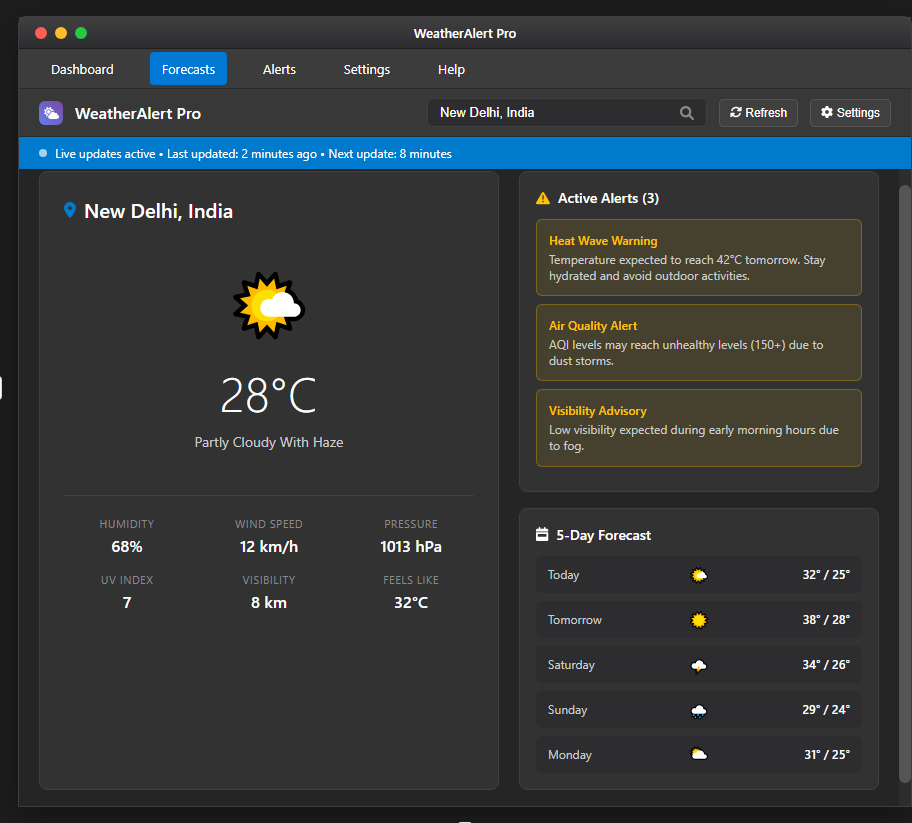 WeatherAlert Pro
Dashboard
Forecasts
Alerts
Settings
Help
WeatherAlert Pro
New Delhi, India
Refresh
Settings
Live updates active • Last updated: 2 minutes ago • Next update: 8 minutes
New Delhi, India
28°C
Partly Cloudy With Haze
HUMIDITY
68%
WIND SPEED
12 km/h
PRESSURE
1013 hPa
UV INDEX
7
VISIBILITY
8 km
FEELS LIKE
32°C
Active Alerts (3)
Heat Wave Warning
Temperature expected to reach 42°C tomorrow. Stay
hydrated and avoid outdoor activities.
Air Quality Alert
AQI levels may reach unhealthy levels (150+) due to
dust storms.
Visibility Advisory
Low visibility expected during early morning hours due
to fog.
5-Day Forecast
Today 32° / 25°
Tomorrow 38° / 28°
Saturday 34° / 26°
Sunday 29° / 24°
Monday 31° / 25°